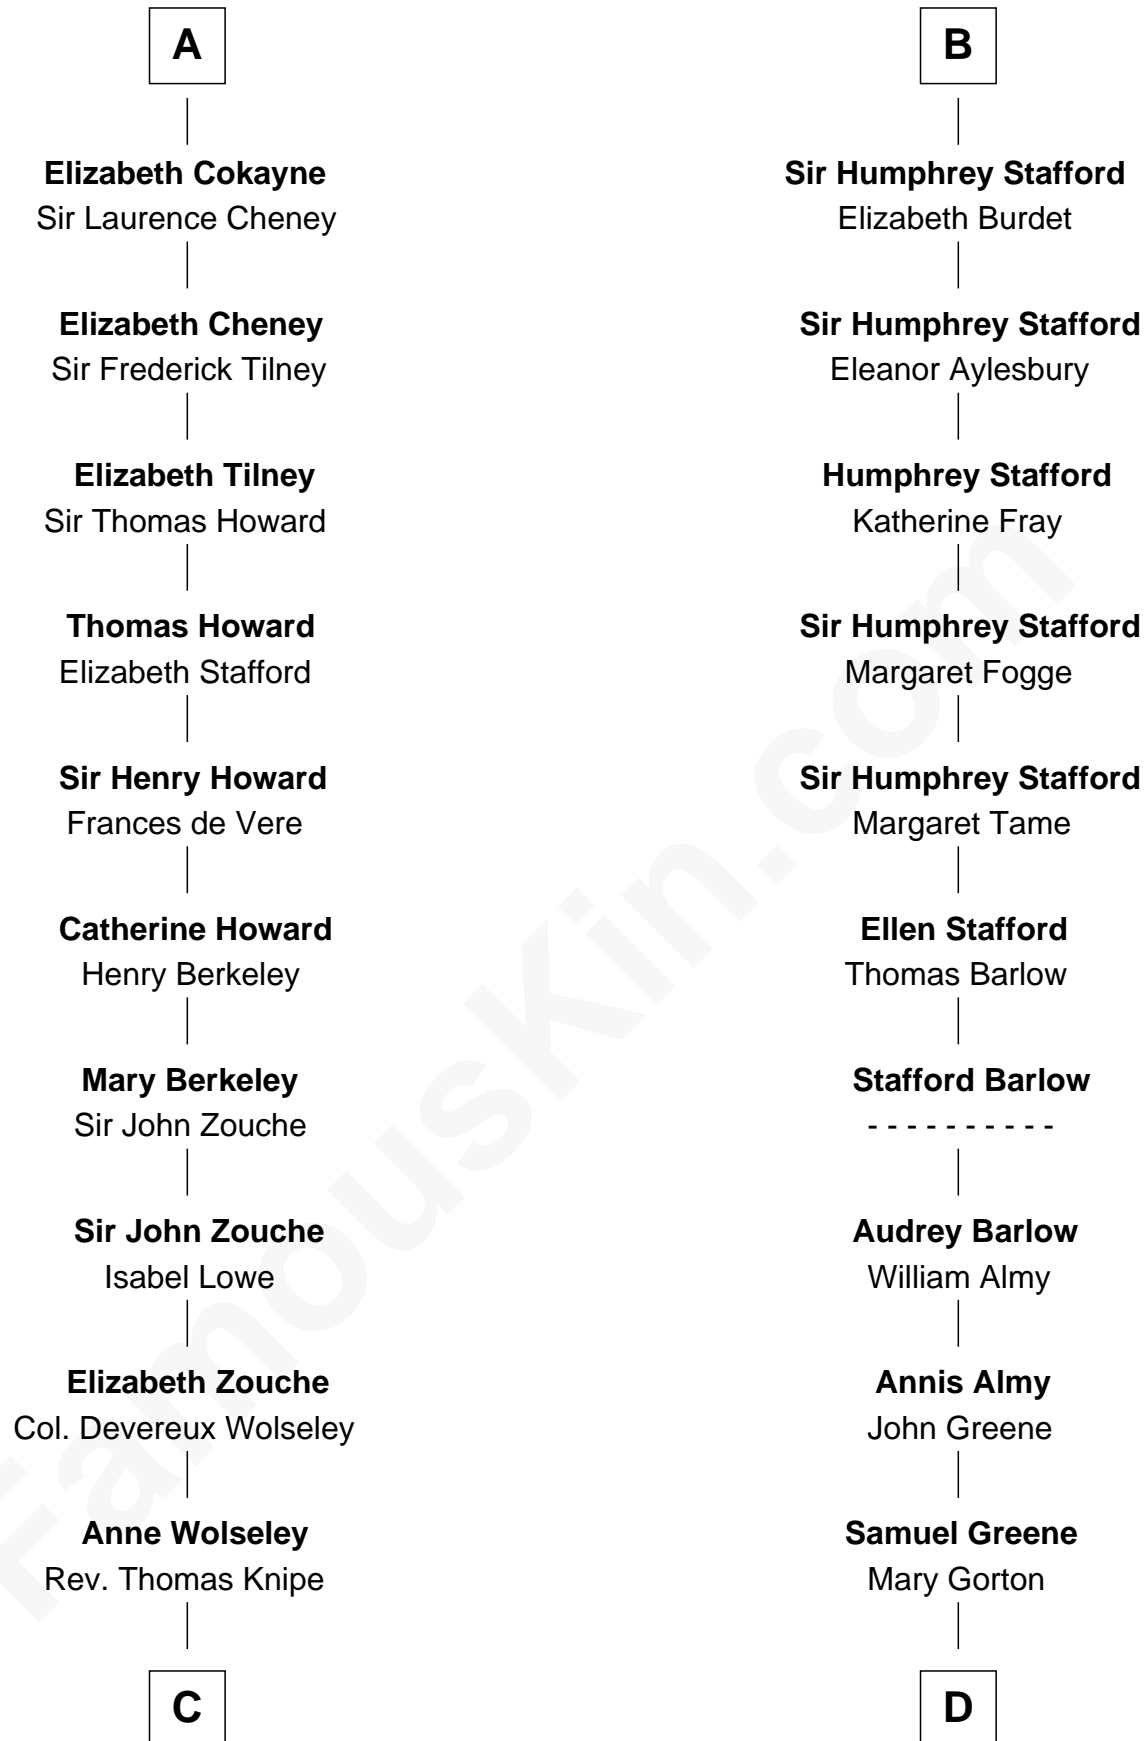 A
Elizabeth Cokayne
Sir Laurence Cheney
Elizabeth Cheney
Sir Frederick Tilney
Elizabeth Tilney
Sir Thomas Howard
Thomas Howard
Elizabeth Stafford
Sir Henry Howard
Frances de Vere
Catherine Howard
Henry Berkeley
Mary Berkeley
Sir John Zouche
Sir John Zouche
Isabel Lowe
Elizabeth Zouche
Col. Devereux Wolseley
Anne Wolseley
Rev. Thomas Knipe
C
B
Sir Humphrey Stafford
Elizabeth Burdet
Sir Humphrey Stafford
Eleanor Aylesbury
Humphrey Stafford
Katherine Fray
Sir Humphrey Stafford
Margaret Fogge
Sir Humphrey Stafford
Margaret Tame
Ellen Stafford
Thomas Barlow
Stafford Barlow
- - - - - - - - - -
Audrey Barlow
William Almy
Annis Almy
John Greene
Samuel Greene
Mary Gorton
D
FamousKin.com